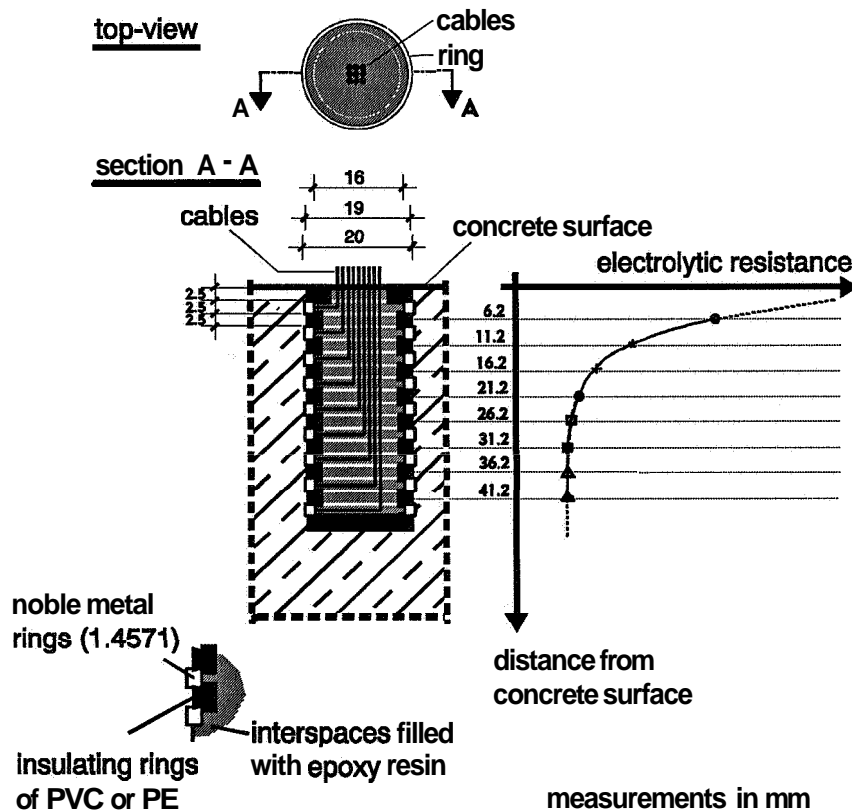 top-view
cables
ring
A
A
section A - A
16
19
20
cables
concrete surface
electrolytic resistance
2.5
2.5
2.5
6.2
11.2
16.2
21.2
26.2
31.2
36.2
41.2
noble metal
rings (1.4571)
distance from
concrete surface
insulating rings
of PVC or PE
interspaces filled
with epoxy resin
measurements in mm